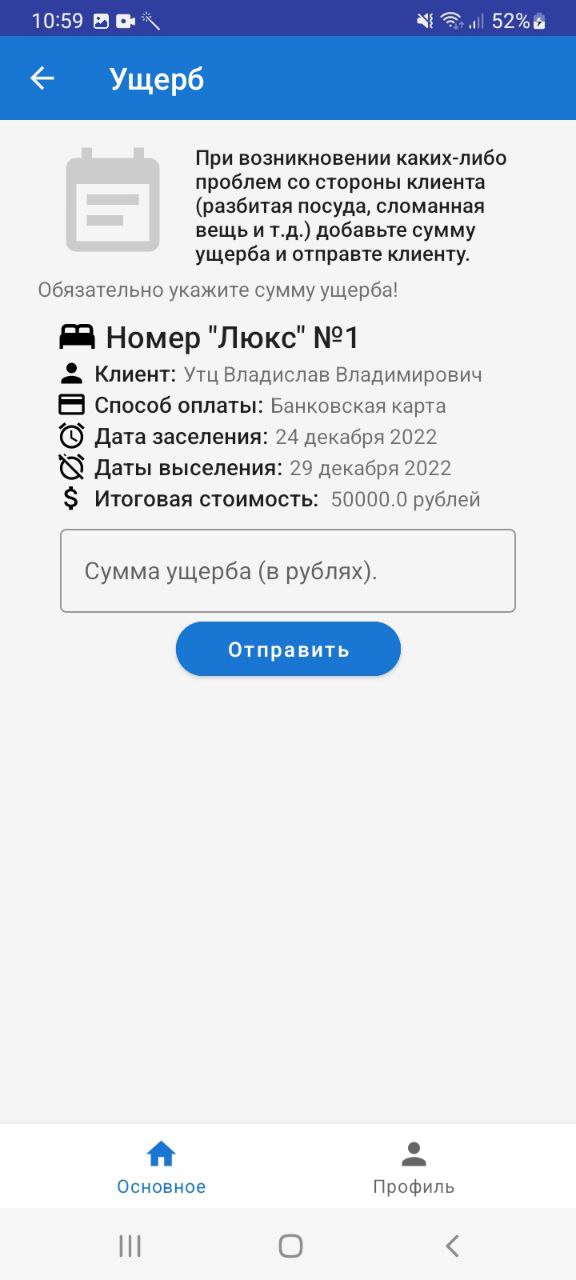 10:59
52%
Ущерб
При возникновении каких-либо
проблем со стороны клиента
(разбитая посуда, сломанная
вещь и т.д.) добавьте сумму
ущерба и отправте клиенту.
Обязательно укажите сумму ущерба!
Номер "Люкс" №1
Клиент: Утц Владислав Владимирович
Способ оплаты: Банковская карта
Дата заселения: 24 декабря 2022
Даты выселения: 29 декабря 2022
Итоговая стоимость: 50000.0 рублей
Сумма ущерба (в рублях).
Отправить
Основное
Профиль